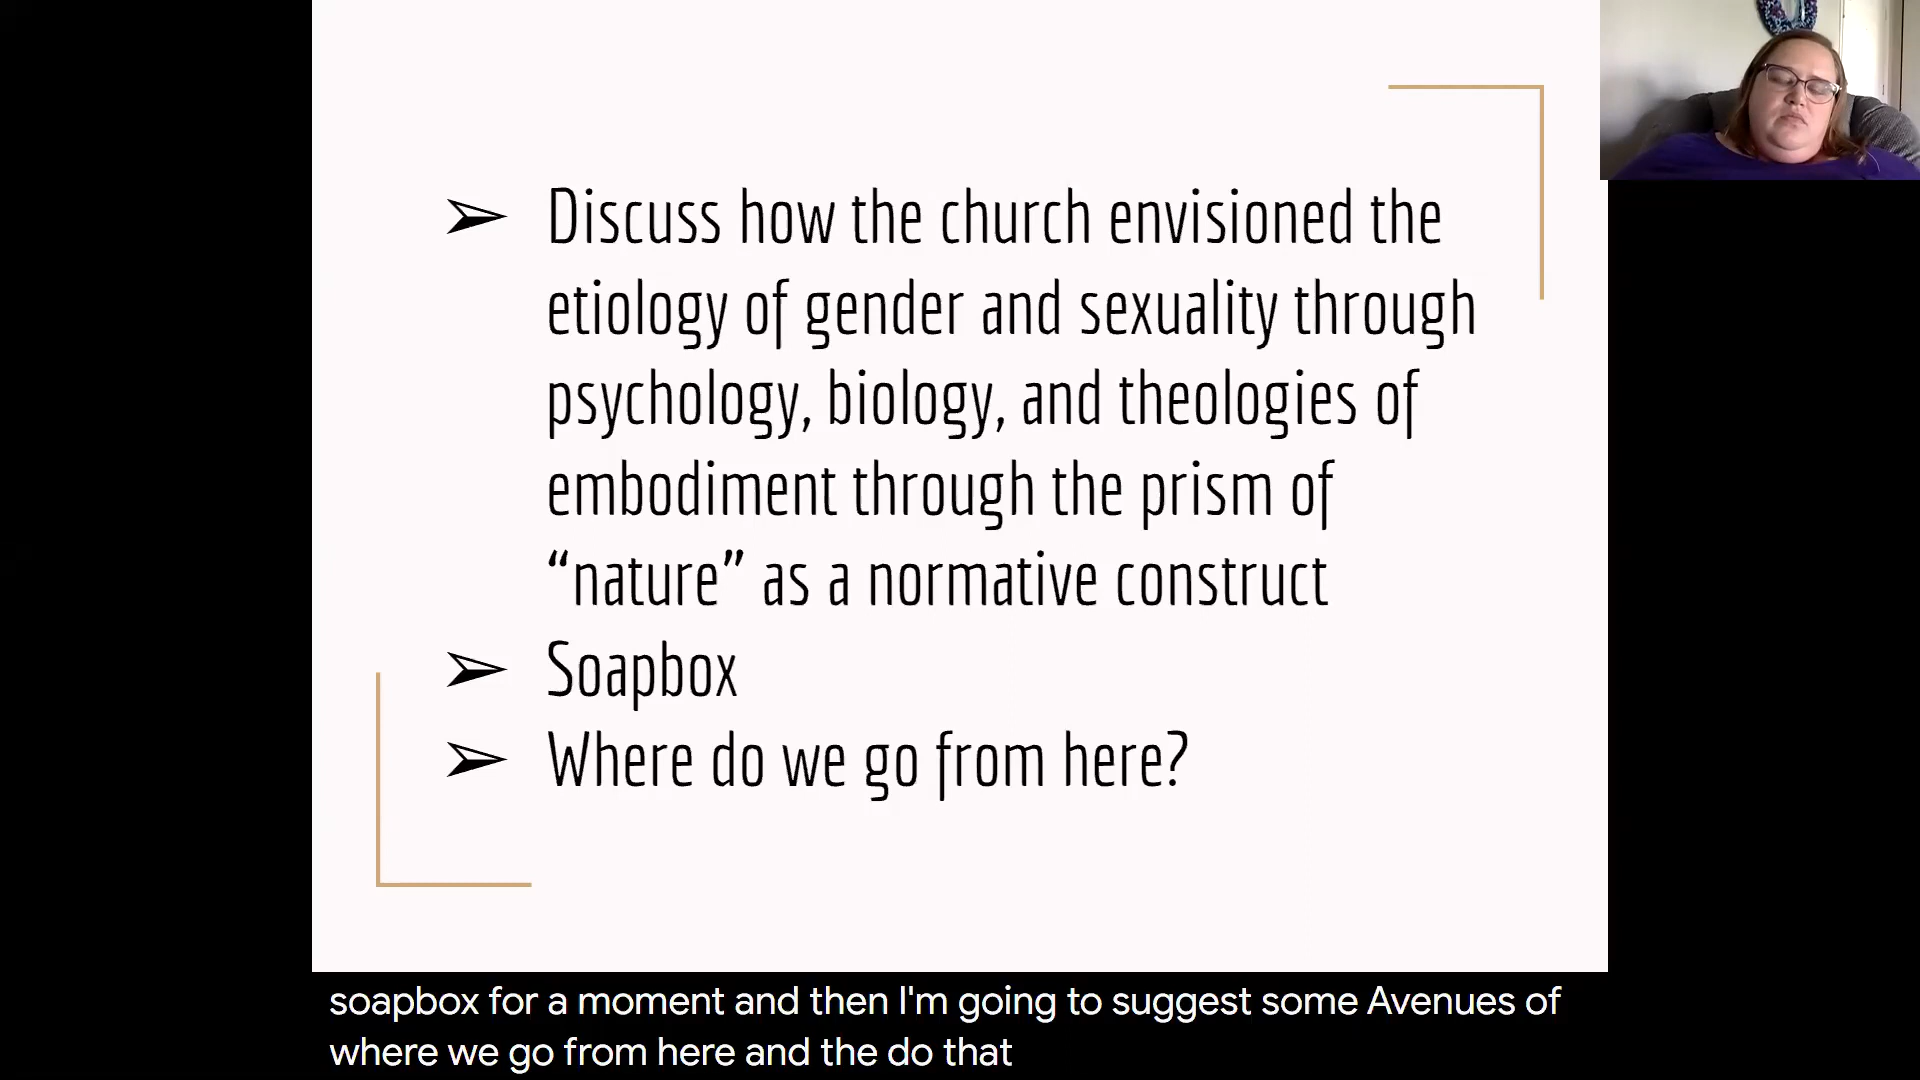 ➢ Discuss how the church envisioned the
etiology of gender and sexuality through
psychology, biology, and theologies of
embodiment through the prism of
“nature” as a normative construct
➢ Soapbox
➢ Where do we go from here?
soapbox for a moment and then I'm going to suggest some Avenues of
where we go from here and the do that